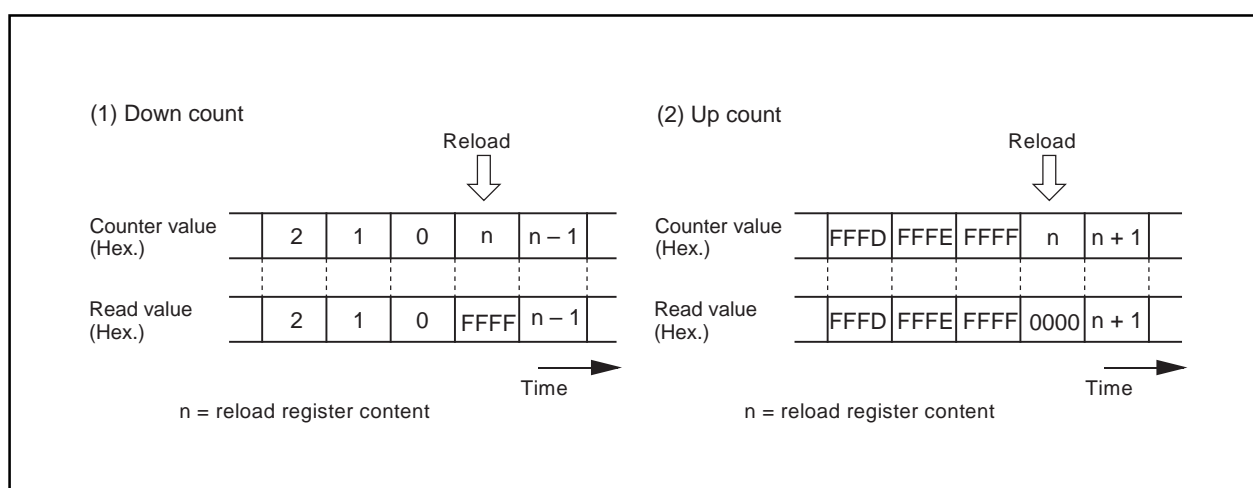 (1) Down count
Reload
Counter value
(Hex.)
2 1 0 n n – 1
Read value
(Hex.)
2 1 0 FFFF n – 1
Time
n = reload register content
(2) Up count
Reload
Counter value
(Hex.)
FFFD FFFE FFFF n n + 1
Read value
(Hex.)
FFFD FFFE FFFF 0000 n + 1
Time
n = reload register content